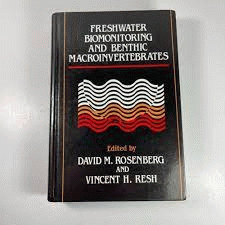 FRESHWATER
BIOMONITORING
AND BENTHIC
MACROINVERTEBRATES
Edited by
DAVID M. ROSENBERG
AND
VINCENT H. RESH